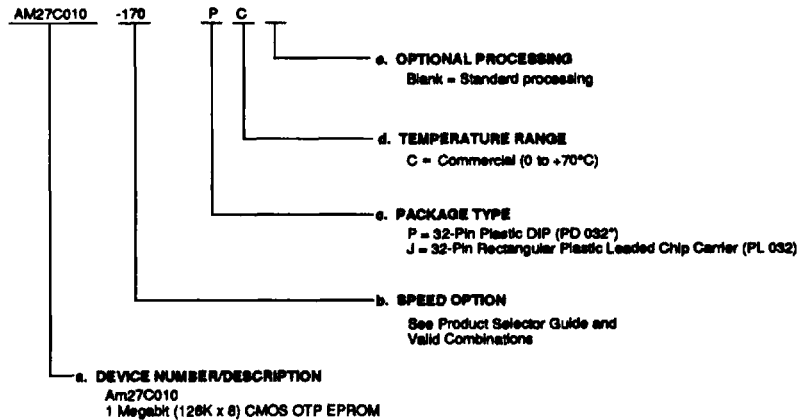 AM27C010 -170 P C
e. OPTIONAL PROCESSING
Blank = Standard processing
d. TEMPERATURE RANGE
C = Commercial (0 to +70°C)
c. PACKAGE TYPE
P = 32-Pin Plastic DIP (PD 032*)
J = 32-Pin Rectangular Plastic Leaded Chip Carrier (PL 032)
b. SPEED OPTION
See Product Selector Guide and
Valid Combinations
a. DEVICE NUMBER/DESCRIPTION
Am27C010
1 Megabit (128K x 8) CMOS OTP EPROM